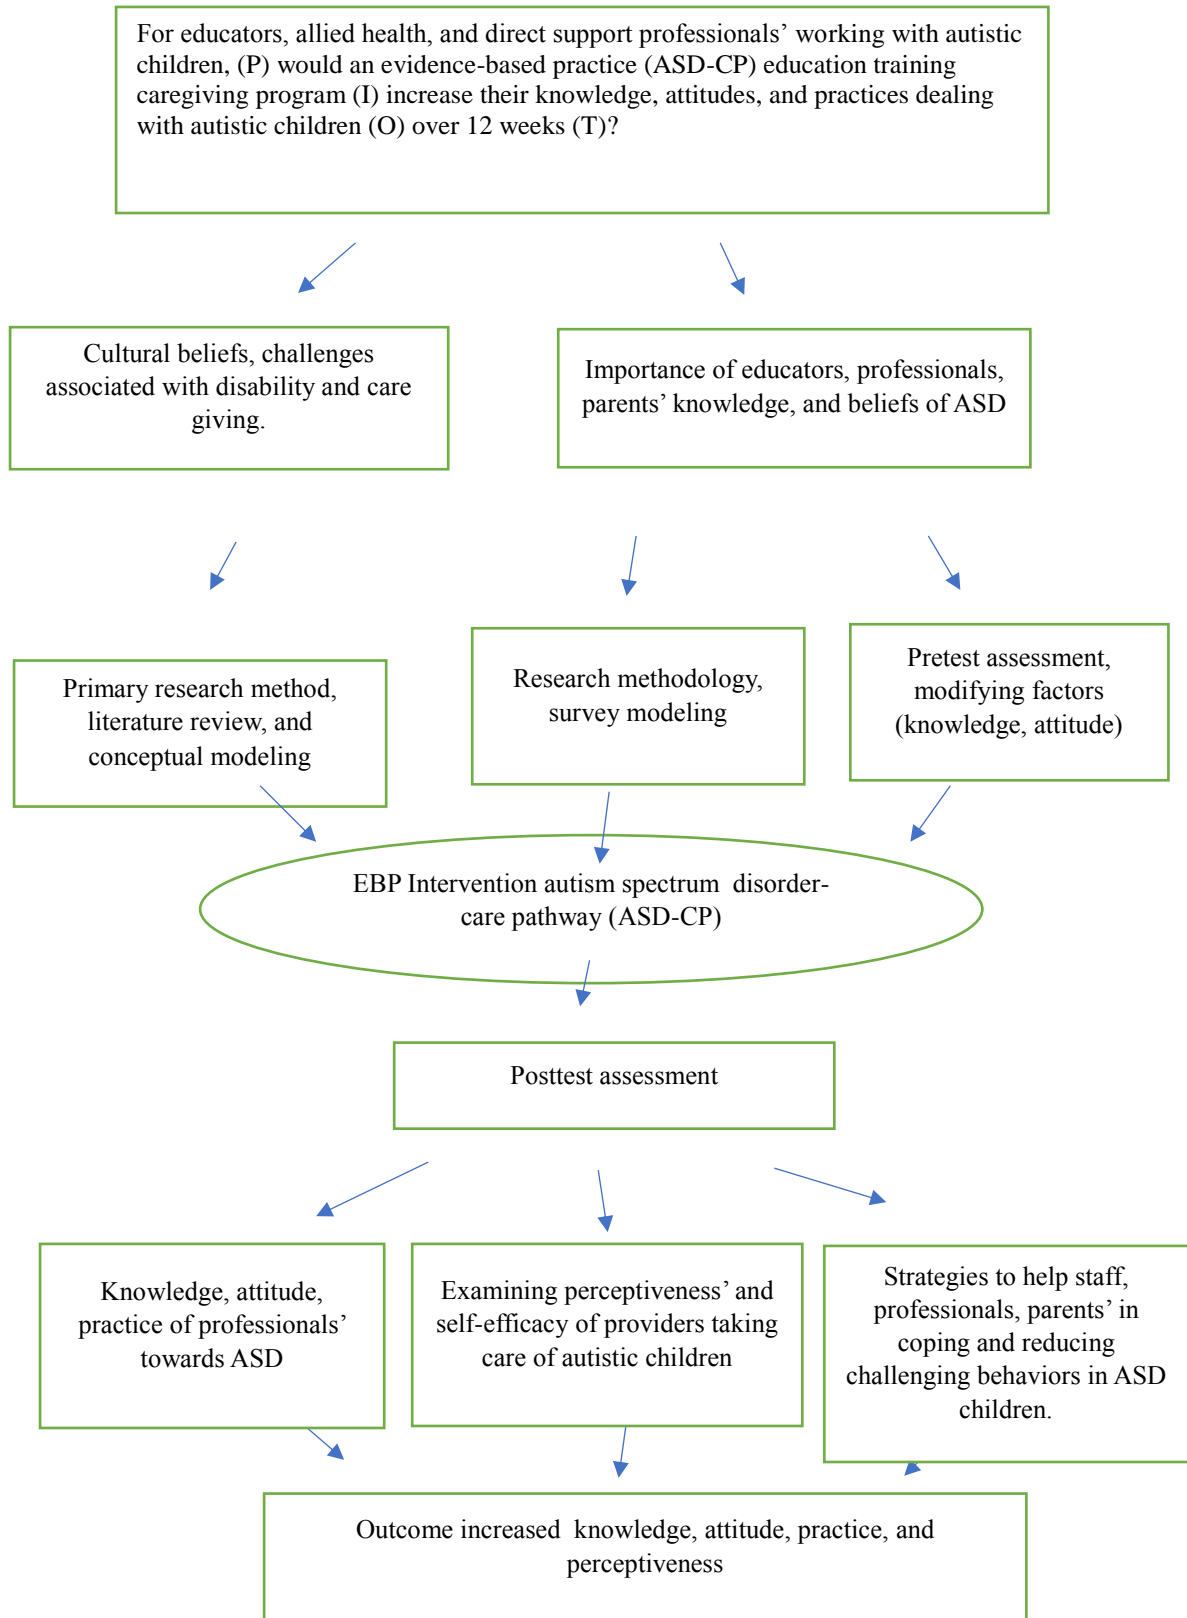 For educators, allied health, and direct support professionals’ working with autistic
children, (P) would an evidence-based practice (ASD-CP) education training
caregiving program (I) increase their knowledge, attitudes, and practices dealing
with autistic children (O) over 12 weeks (T)?
Cultural beliefs, challenges
associated with disability and care
giving.
Importance of educators, professionals,
parents’ knowledge, and beliefs of ASD
Primary research method,
literature review, and
conceptual modeling
Research methodology,
survey modeling
Pretest assessment,
modifying factors
(knowledge, attitude)
EBP Intervention autism spectrum disorder-
care pathway (ASD-CP)
Posttest assessment
Knowledge, attitude,
practice of professionals’
towards ASD
Examining perceptiveness’ and
self-efficacy of providers taking
care of autistic children
Strategies to help staff,
professionals, parents’ in
coping and reducing
challenging behaviors in ASD
children.
Outcome increased knowledge, attitude, practice, and
perceptiveness